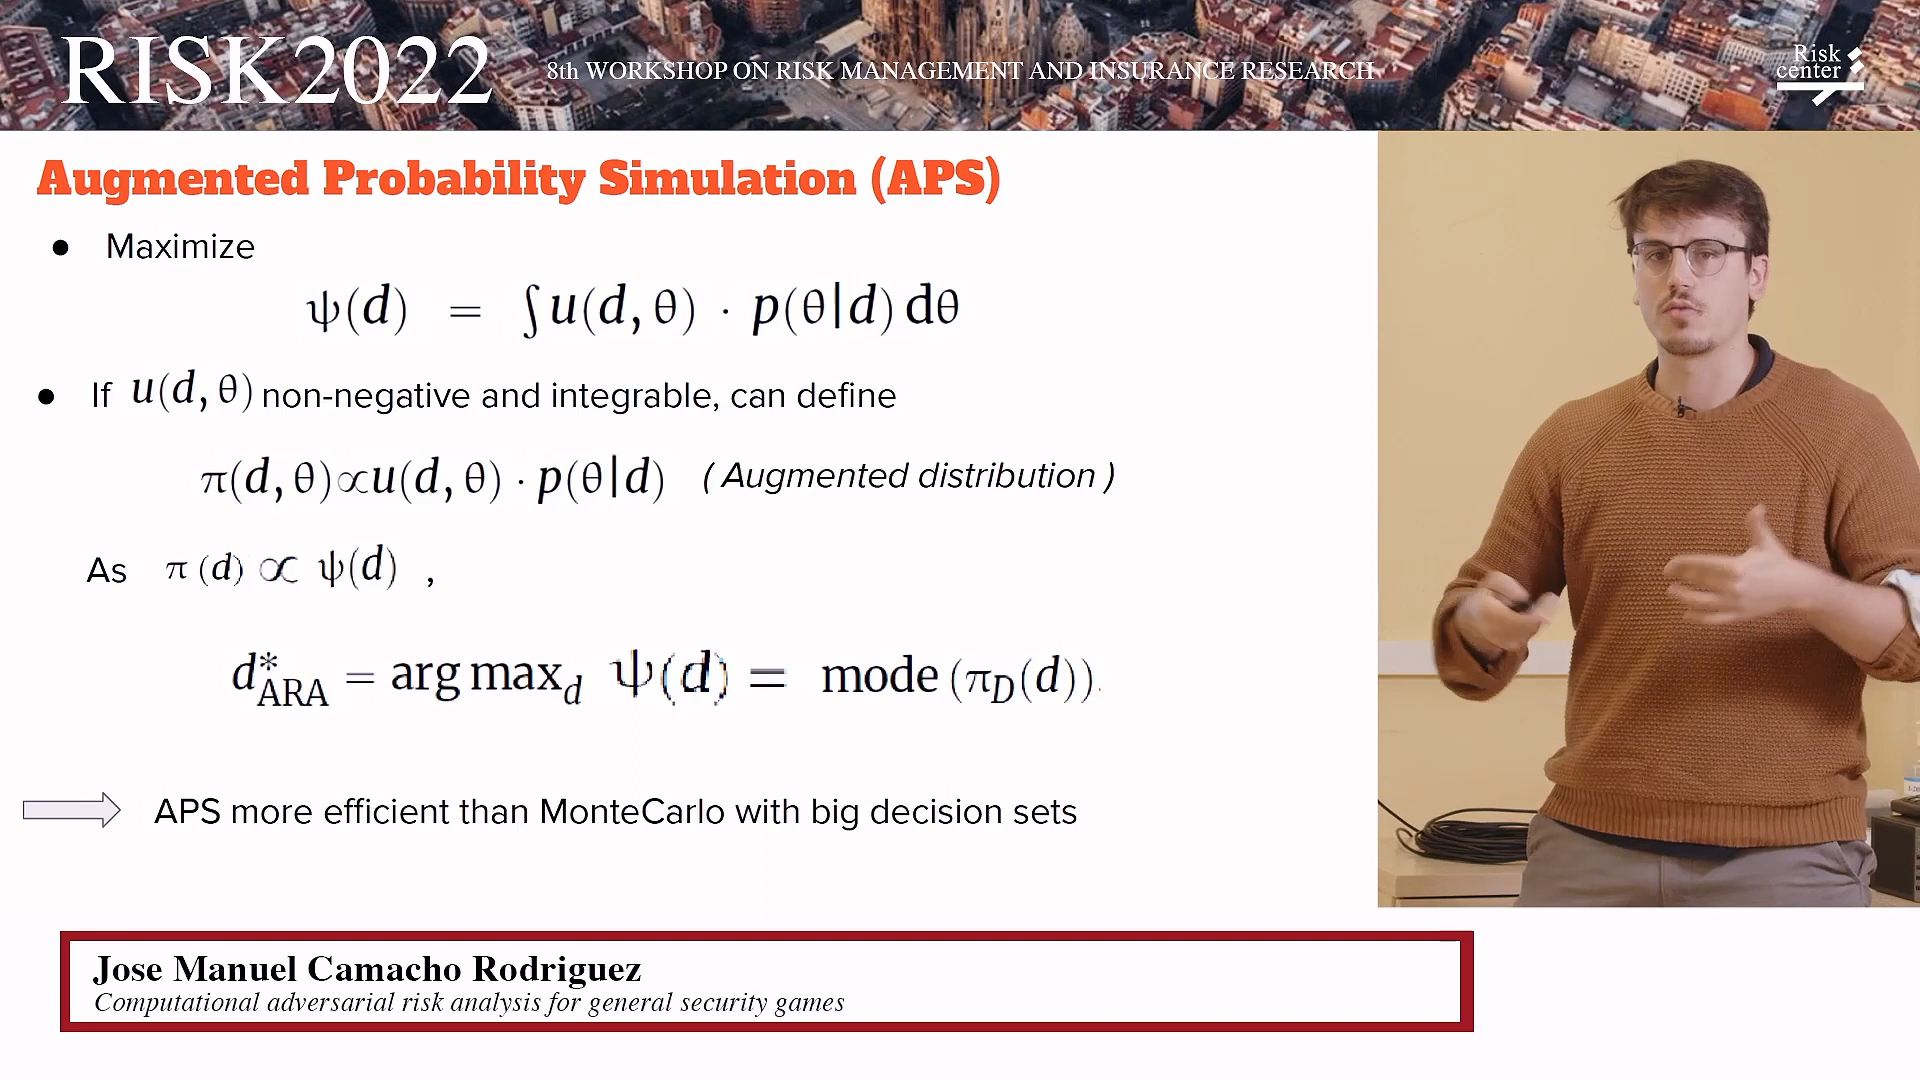 RISK2022
8th WORKSHOP ON RISK MANAGEMENT AND INSURANCE RESEARCH
Risk
center
Augmented Probability Simulation (APS)
● Maximize
ψ(d) = ∫u(d, θ) · p(θ|d) dθ
● If u(d, θ) non-negative and integrable, can define
π(d, θ)∝u(d, θ) · p(θ|d) ( Augmented distribution )
As π (d) ∝ ψ(d) ,
d*ARA = arg max_d ψ(d) = mode (π_D(d)).
APS more efficient than MonteCarlo with big decision sets
Jose Manuel Camacho Rodriguez
Computational adversarial risk analysis for general security games